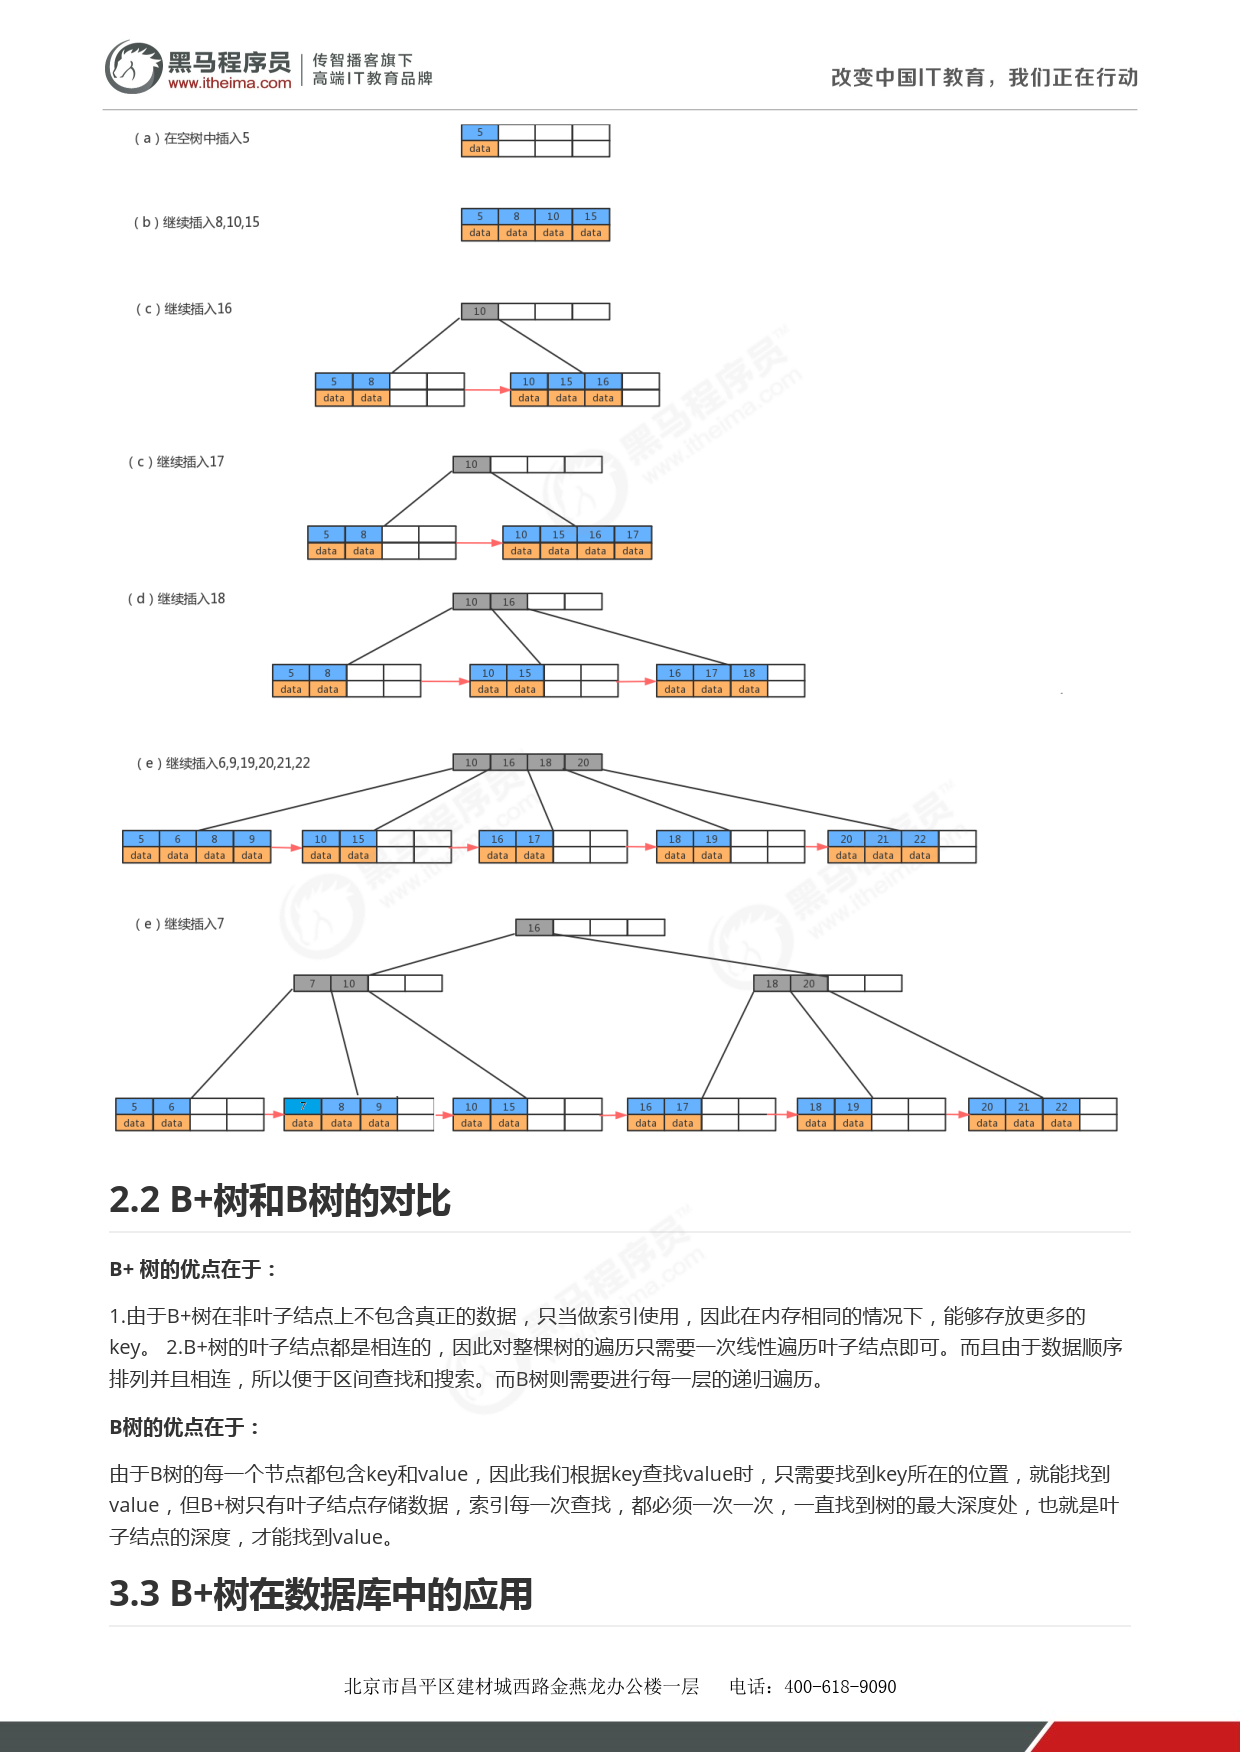 黑马程序员 传智播客旗下
www.itheima.com 高端IT教育品牌
改变中国IT教育，我们正在行动
（a）在空树中插入5
5
data
（b）继续插入8,10,15
5 8 10 15
data data data data
（c）继续插入16
10
5 8 10 15 16
data data data data data
（c）继续插入17
10
5 8 10 15 16 17
data data data data data data
（d）继续插入18
10 16
5 8 10 15 16 17 18
data data data data data data data
（e）继续插入6,9,19,20,21,22
10 16 18 20
5 6 8 9 10 15 16 17 18 19 20 21 22
data data data data data data data data data data data data data
（e）继续插入7
16
7 10 18 20
5 6 7 8 9 10 15 16 17 18 19 20 21 22
data data data data data data data data data data data data data data
2.2 B+树和B树的对比
B+ 树的优点在于：
1.由于B+树在非叶子结点上不包含真正的数据，只当做索引使用，因此在内存相同的情况下，能够存放更多的
key。 2.B+树的叶子结点都是相连的，因此对整棵树的遍历只需要一次线性遍历叶子结点即可。而且由于数据顺序
排列并且相连，所以便于区间查找和搜索。而B树则需要进行每一层的递归遍历。
B树的优点在于：
由于B树的每一个节点都包含key和value，因此我们根据key查找value时，只需要找到key所在的位置，就能找到
value，但B+树只有叶子结点存储数据，索引每一次查找，都必须一次一次，一直找到树的最大深度处，也就是叶
子结点的深度，才能找到value。
3.3 B+树在数据库中的应用
北京市昌平区建材城西路金燕龙办公楼一层 电话：400-618-9090